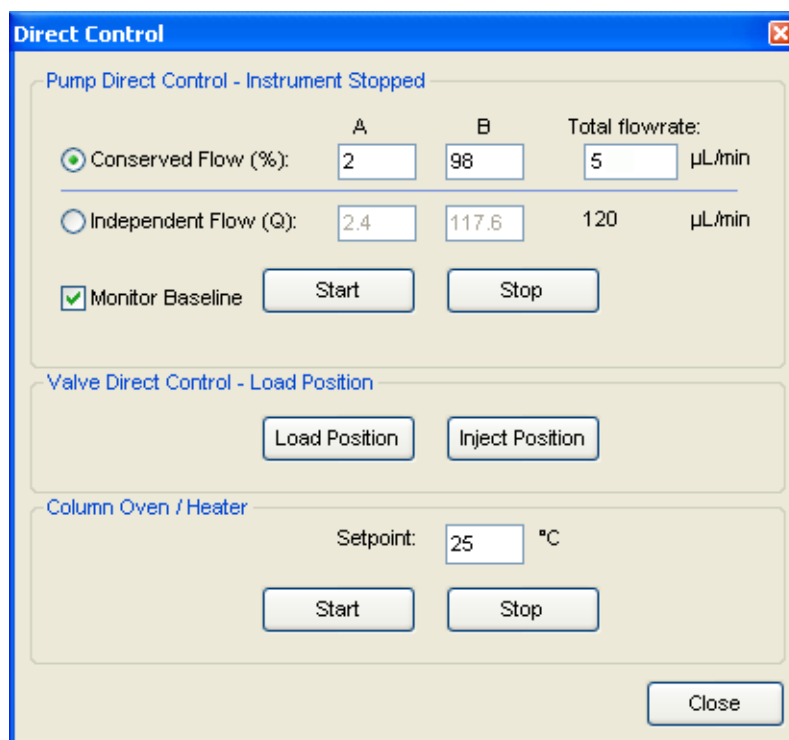 Direct Control
Pump Direct Control - Instrument Stopped
A B Total flowrate:
Conserved Flow (%): 2 98 5 µL/min
Independent Flow (Q): 2.4 117.6 120 µL/min
Monitor Baseline Start Stop
Valve Direct Control - Load Position
Load Position Inject Position
Column Oven / Heater
Setpoint: 25 °C
Start Stop
Close